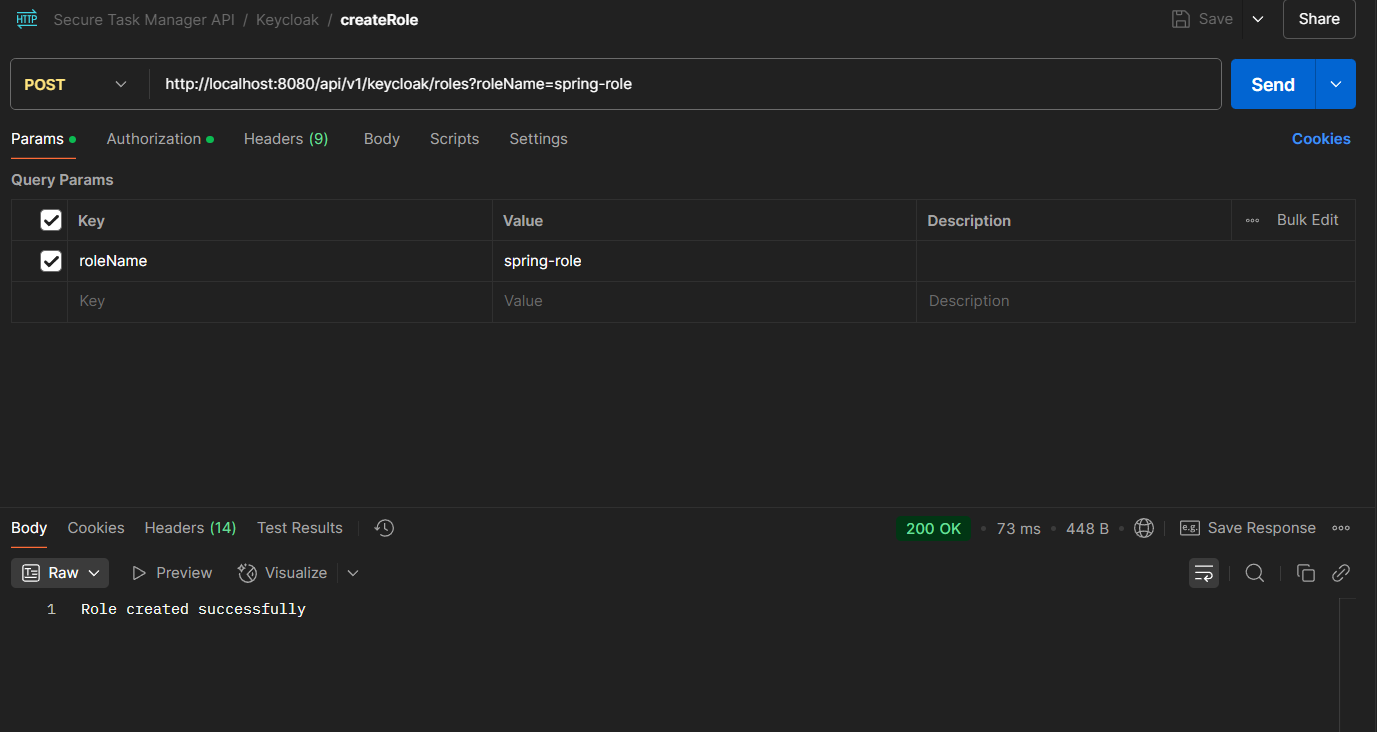 HTTP Secure Task Manager API / Keycloak / createRole Save Share
POST http://localhost:8080/api/v1/keycloak/roles?roleName=spring-role Send
Params Authorization Headers (9) Body Scripts Settings Cookies
Query Params
Key Value Description Bulk Edit
roleName spring-role
Key Value Description
Body Cookies Headers (14) Test Results 200 OK 73 ms 448 B e.g. Save Response
Raw Preview Visualize
1 Role created successfully